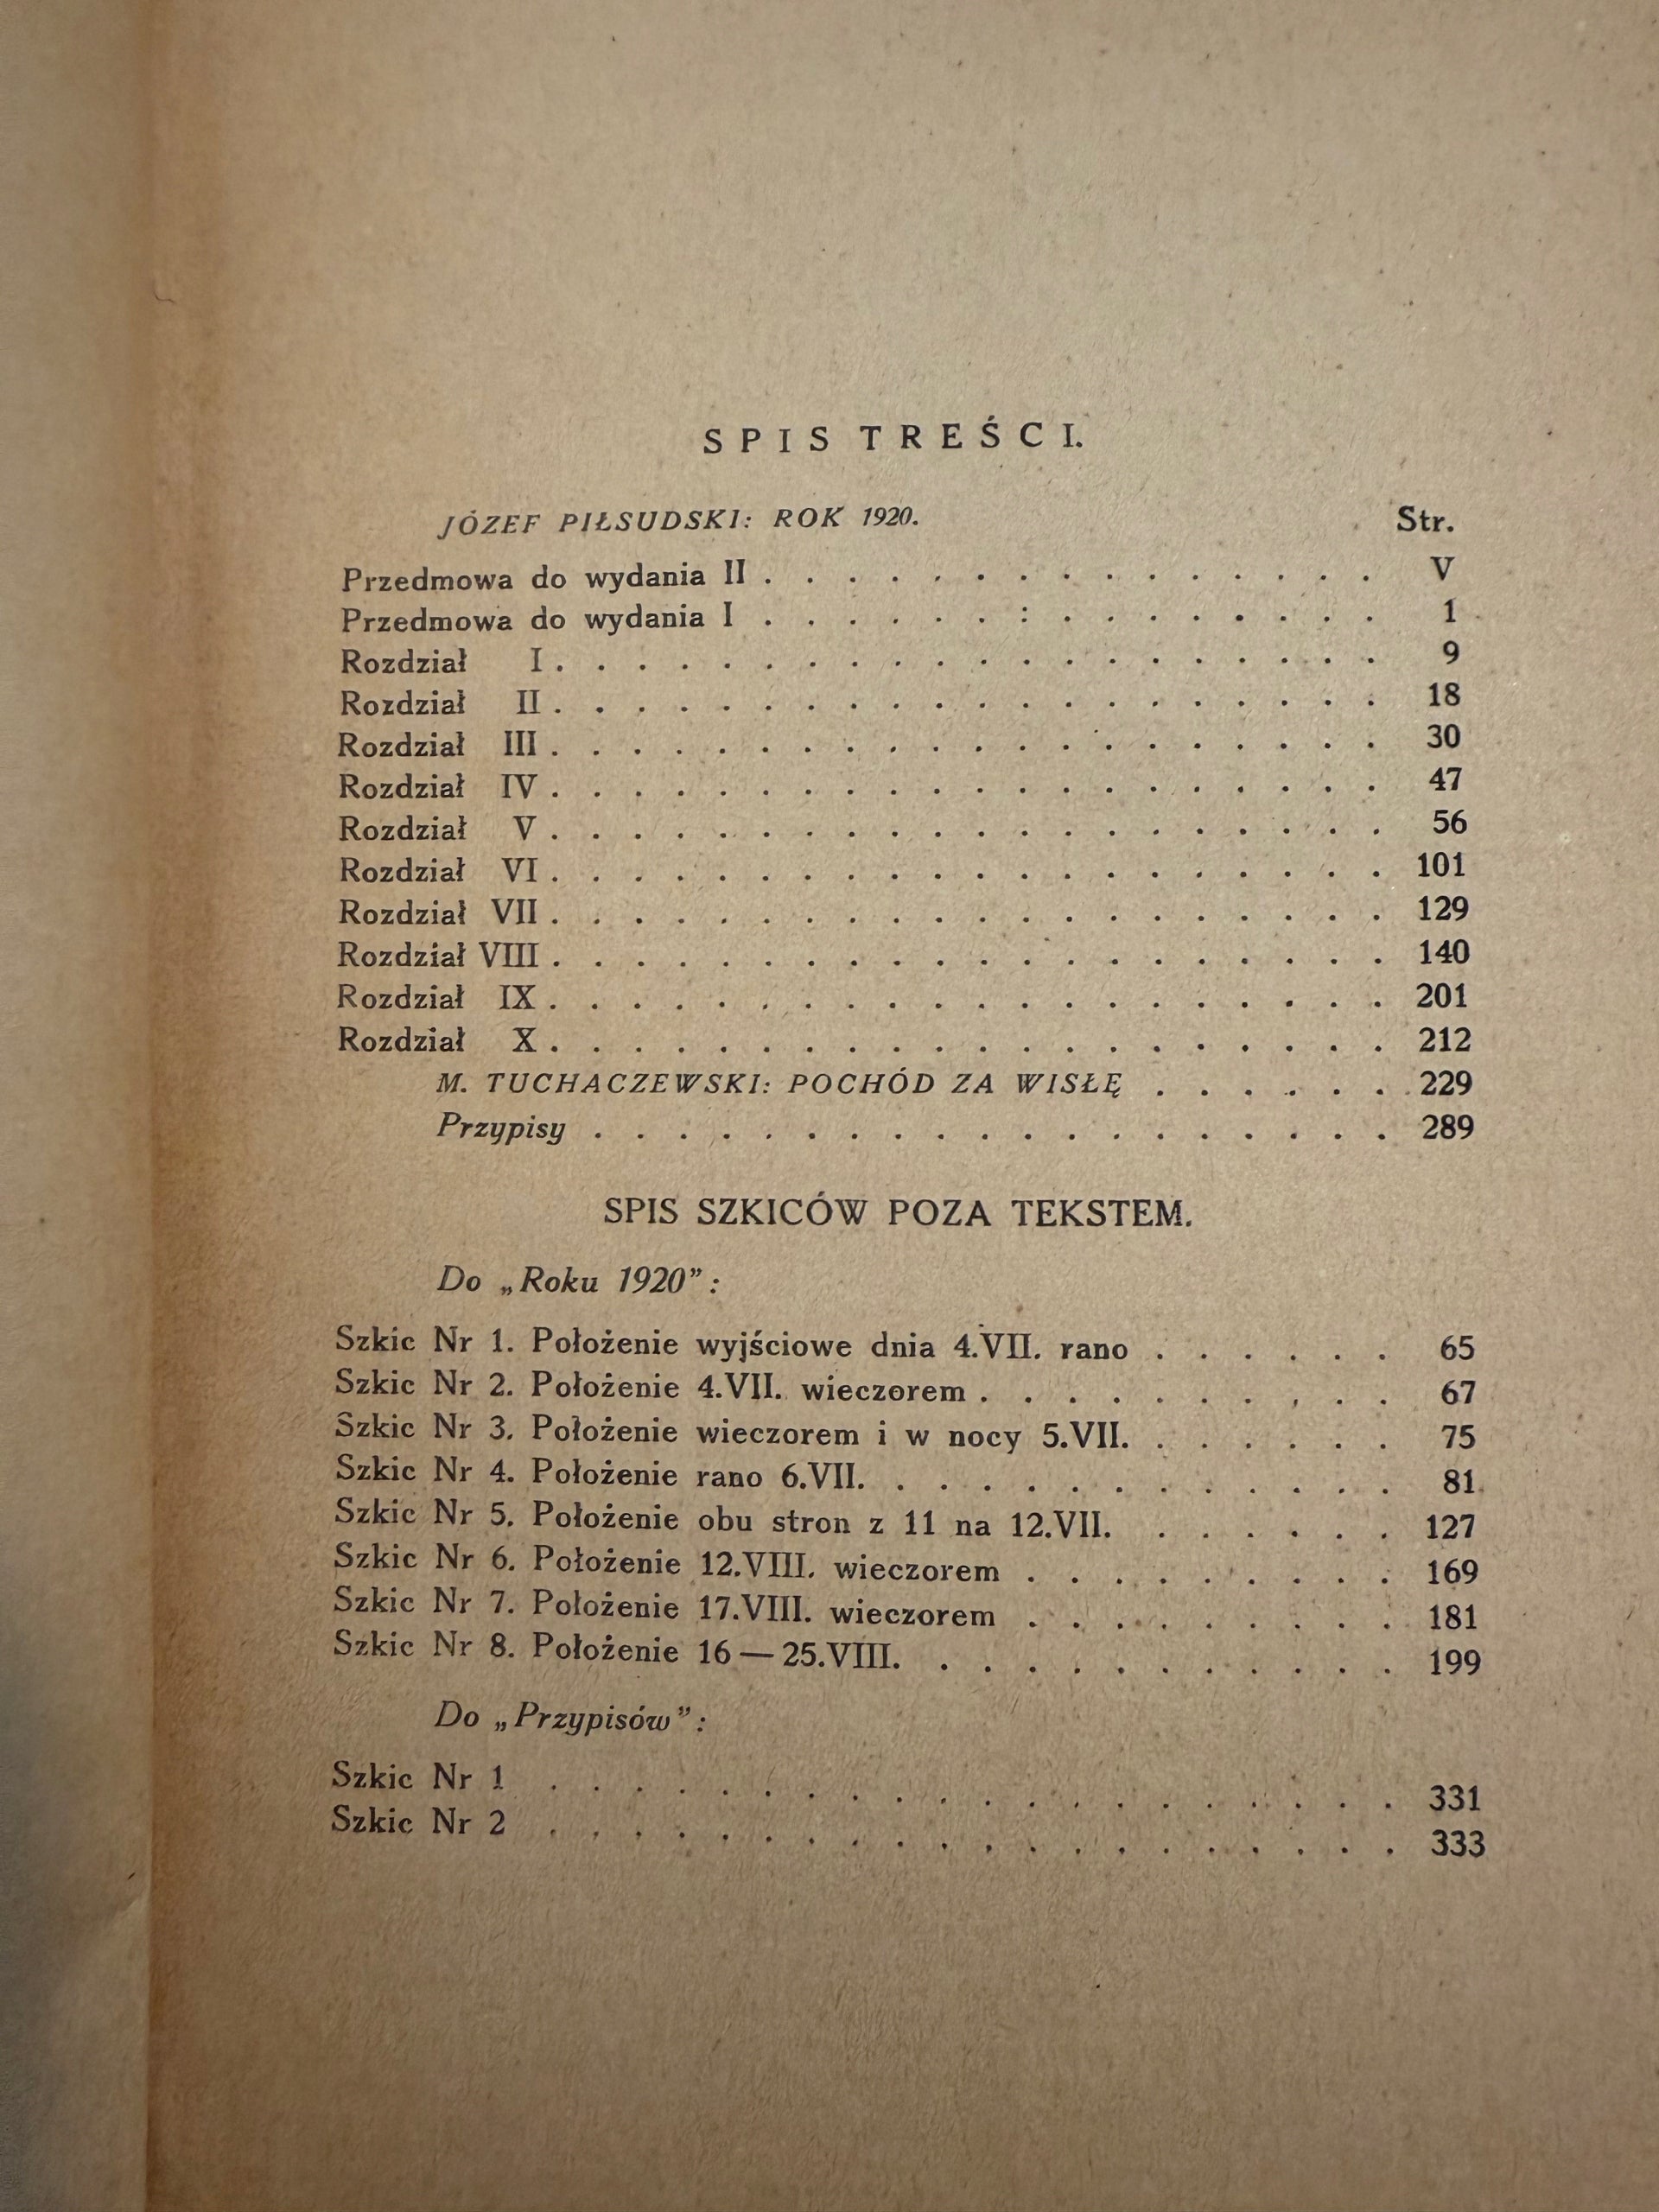 SPIS TREŚCI.
JÓZEF PIŁSUDSKI: ROK 1920. Str.
Przedmowa do wydania II . . . . . . . . . . . . . . . V
Przedmowa do wydania I . . . . . . : . . . . . . . . 1
Rozdział I . . . . . . . . . . . . . . . . . . . . 9
Rozdział II . . . . . . . . . . . . . . . . . . . . 18
Rozdział III . . . . . . . . . . . . . . . . . . . . 30
Rozdział IV . . . . . . . . . . . . . . . . . . . . 47
Rozdział V . . . . . . . . . . . . . . . . . . . . 56
Rozdział VI . . . . . . . . . . . . . . . . . . . . 101
Rozdział VII . . . . . . . . . . . . . . . . . . . . 129
Rozdział VIII . . . . . . . . . . . . . . . . . . . . 140
Rozdział IX . . . . . . . . . . . . . . . . . . . . 201
Rozdział X . . . . . . . . . . . . . . . . . . . . 212
M. TUCHACZEWSKI: POCHÓD ZA WISŁĘ . . . . . . . 229
Przypisy . . . . . . . . . . . . . . . . . . . 289
SPIS SZKICÓW POZA TEKSTEM.
Do „Roku 1920”:
Szkic Nr 1. Położenie wyjściowe dnia 4.VII. rano . . . . . . 65
Szkic Nr 2. Położenie 4.VII. wieczorem . . . . . . . . . . 67
Szkic Nr 3. Położenie wieczorem i w nocy 5.VII. . . . . . . 75
Szkic Nr 4. Położenie rano 6.VII. . . . . . . . . . . . . 81
Szkic Nr 5. Położenie obu stron z 11 na 12.VII. . . . . . . 127
Szkic Nr 6. Położenie 12.VIII. wieczorem . . . . . . . . . 169
Szkic Nr 7. Położenie 17.VIII. wieczorem . . . . . . . . . 181
Szkic Nr 8. Położenie 16 — 25.VIII. . . . . . . . . . . . 199
Do „Przypisów”:
Szkic Nr 1 . . . . . . . . . . . . . . . . . . . . 331
Szkic Nr 2 . . . . . . . . . . . . . . . . . . . . 333